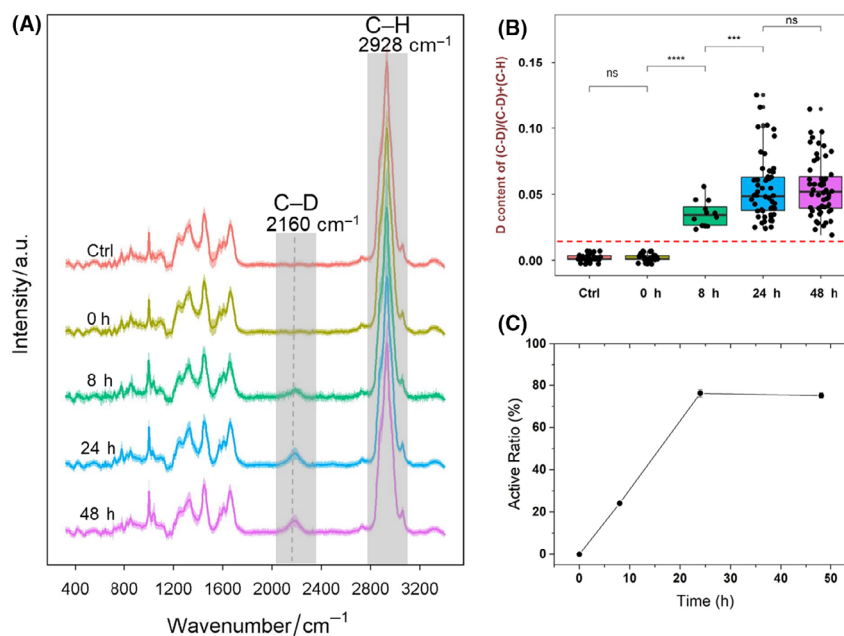 (A)
C–H
2928 cm⁻¹
C–D
2160 cm⁻¹
Ctrl
0 h
8 h
24 h
48 h
Intensity/a.u.
400 800 1200 1600 2000 2400 2800 3200
Wavenumber/cm⁻¹
(B)
ns
****
***
ns
D content of (C-D)/(C-D)+(C-H)
0.15
0.10
0.05
0.00
Ctrl 0 h 8 h 24 h 48 h
(C)
Active Ratio (%)
100
80
60
40
20
0
0 10 20 30 40 50
Time (h)